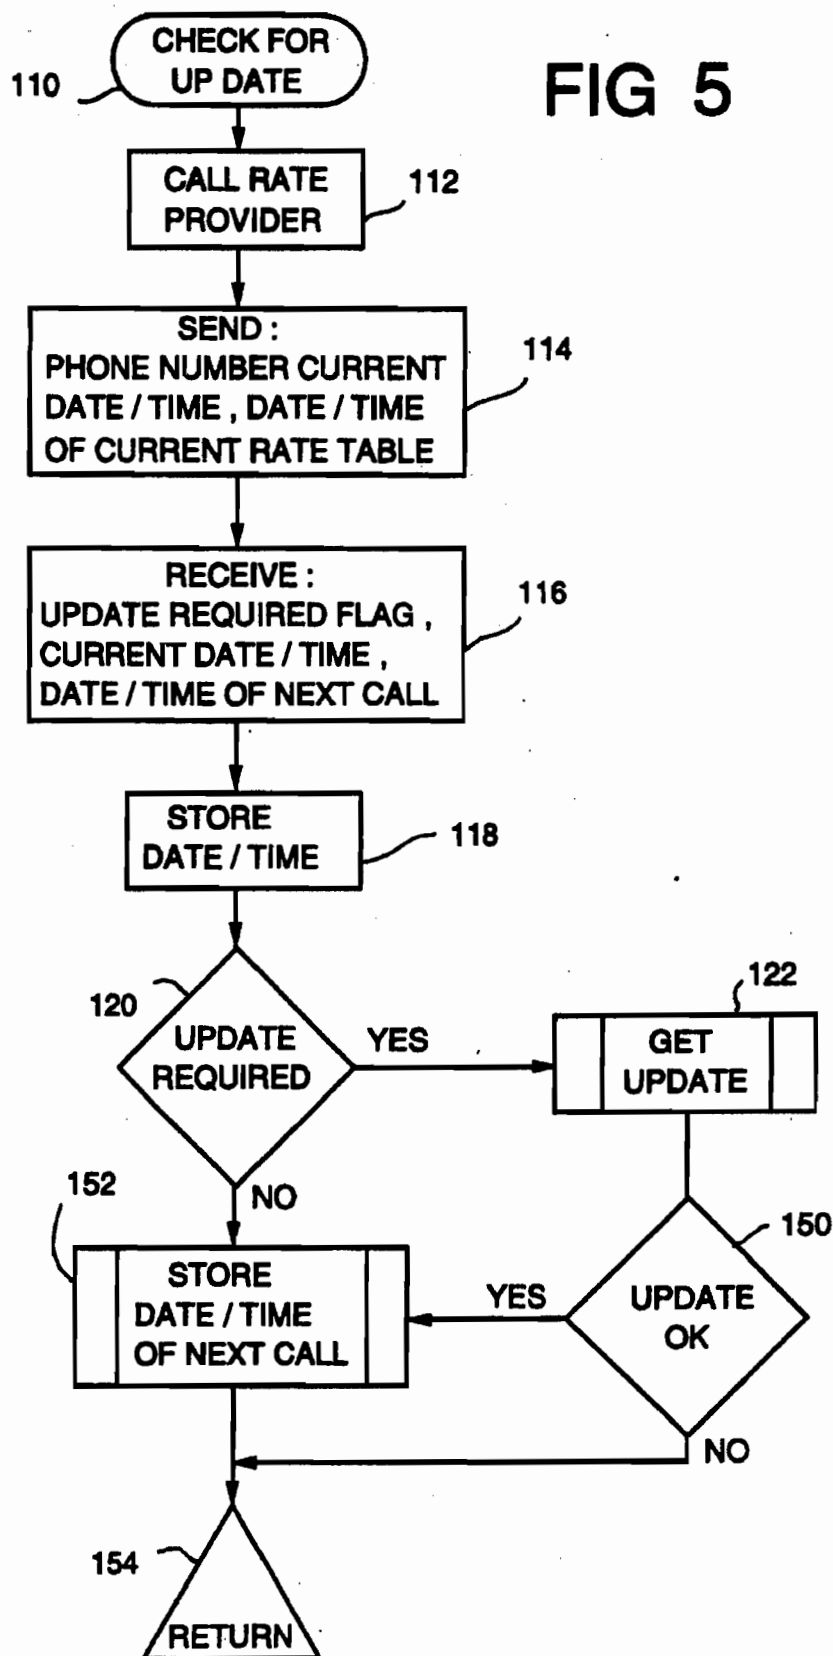 CHECK FOR
UP DATE
110
FIG 5
CALL RATE
PROVIDER
112
SEND :
PHONE NUMBER CURRENT
DATE / TIME , DATE / TIME
OF CURRENT RATE TABLE
114
RECEIVE :
UPDATE REQUIRED FLAG ,
CURRENT DATE / TIME ,
DATE / TIME OF NEXT CALL
116
STORE
DATE / TIME
118
120
UPDATE
REQUIRED
YES
NO
122
GET
UPDATE
150
UPDATE
OK
YES
NO
152
STORE
DATE / TIME
OF NEXT CALL
154
RETURN